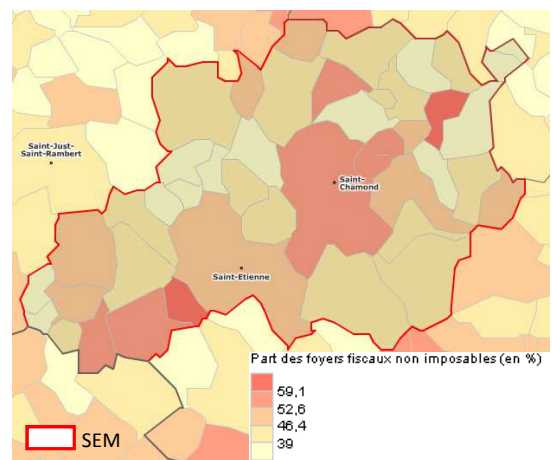 Saint-Just-
Saint-Rambert
Saint-
Chamond
Saint-Etienne
Part des foyers fiscaux non imposables (en %)
59,1
52,6
46,4
39
SEM